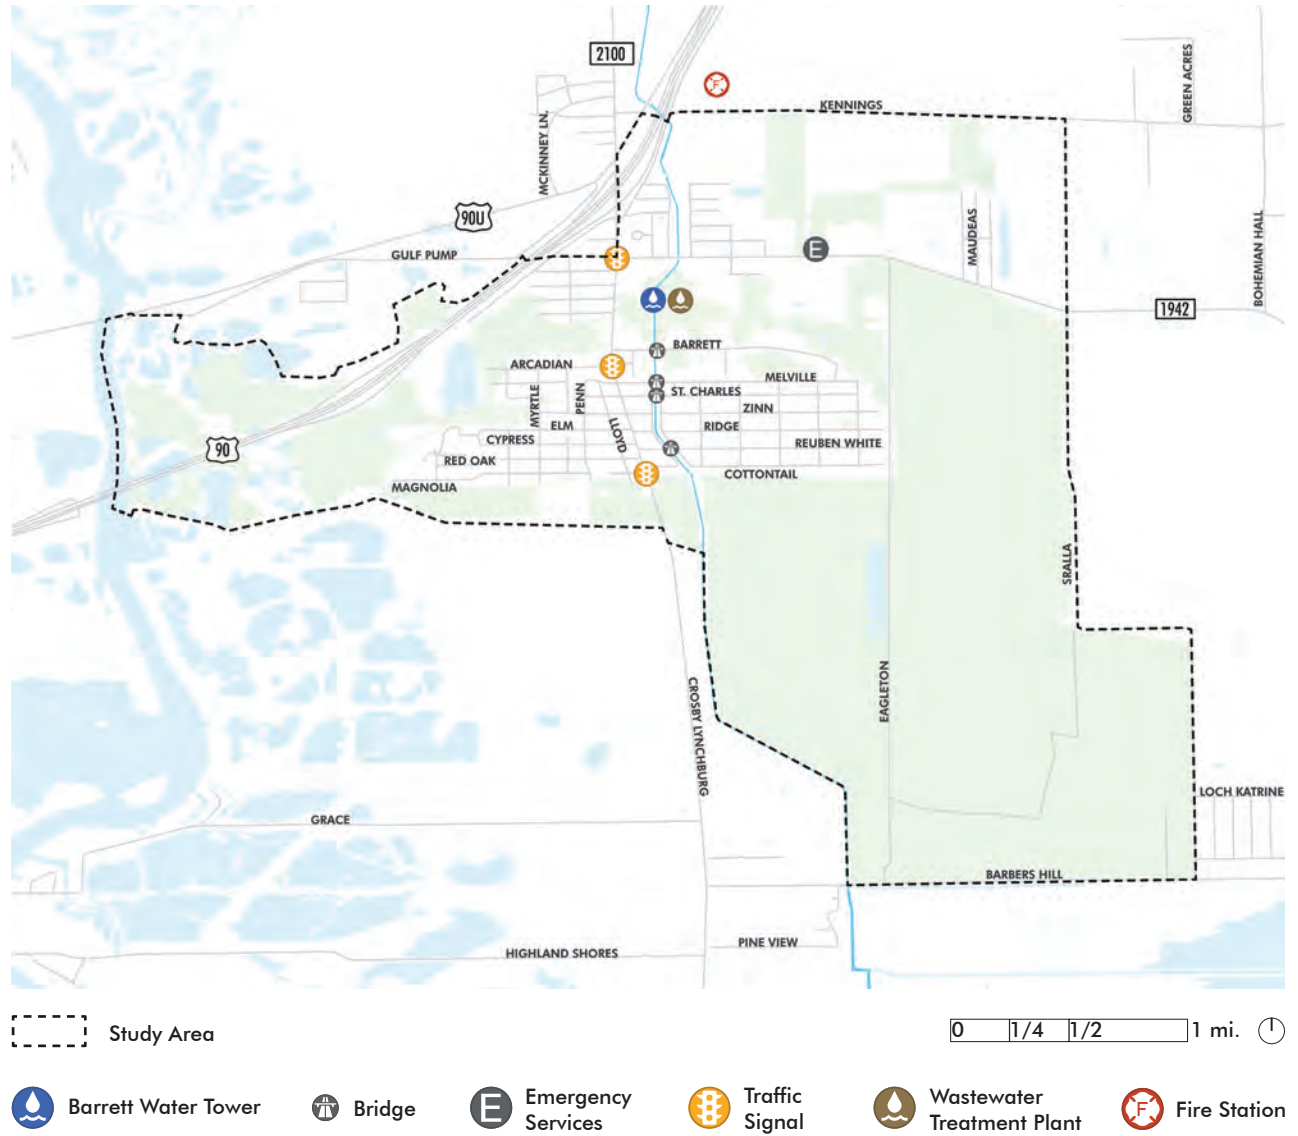 2100
F
KENNINGS
GREEN ACRES
MCKINNEY LN.
90U
MAUDEAS
BOHEMIAN HALL
GULF PUMP
E
1942
BARRETT
ARCADIAN
MELVILLE
MYRTLE
PENN
ST. CHARLES
ZINN
LLOYD
ELM
RIDGE
CYPRESS
REUBEN WHITE
90
RED OAK
COTTONTAIL
MAGNOLIA
SRALLA
EAGLETON
CROSBY LYNCHBURG
LOCH KATRINE
GRACE
BARBERS HILL
PINE VIEW
HIGHLAND SHORES
Study Area
0 1/4 1/2 1 mi.
Barrett Water Tower
Bridge
E
Emergency
Services
Traffic
Signal
Wastewater
Treatment Plant
F
Fire Station